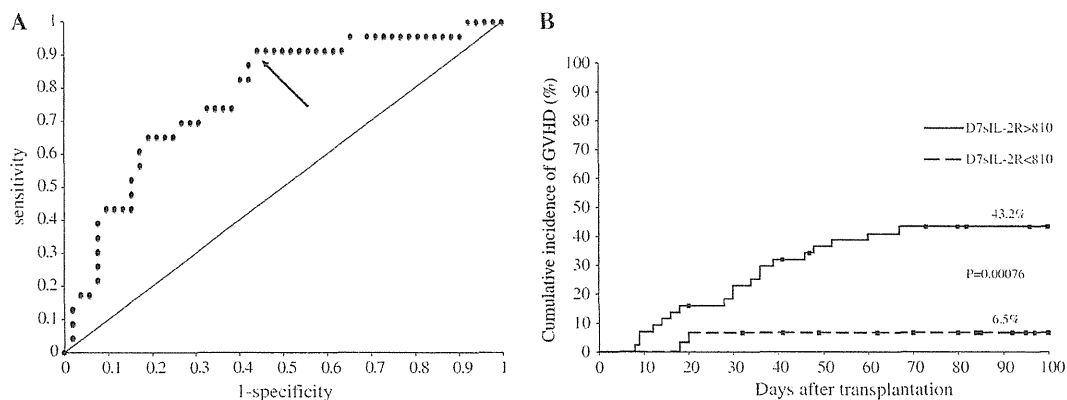 A
1
0.9
0.8
0.7
0.6
0.5
0.4
0.3
0.2
0.1
0
sensitivity
0 0.1 0.2 0.3 0.4 0.5 0.6 0.7 0.8 0.9 1
1-specificity
B
100
90
80
70
60
50
40
30
20
10
0
Cumulative incidence of GVHD (%)
D7sIL-2R>810
D7sIL-2R<810
43.2%
P=0.00076
6.5%
0 10 20 30 40 50 60 70 80 90 100
Days after transplantation